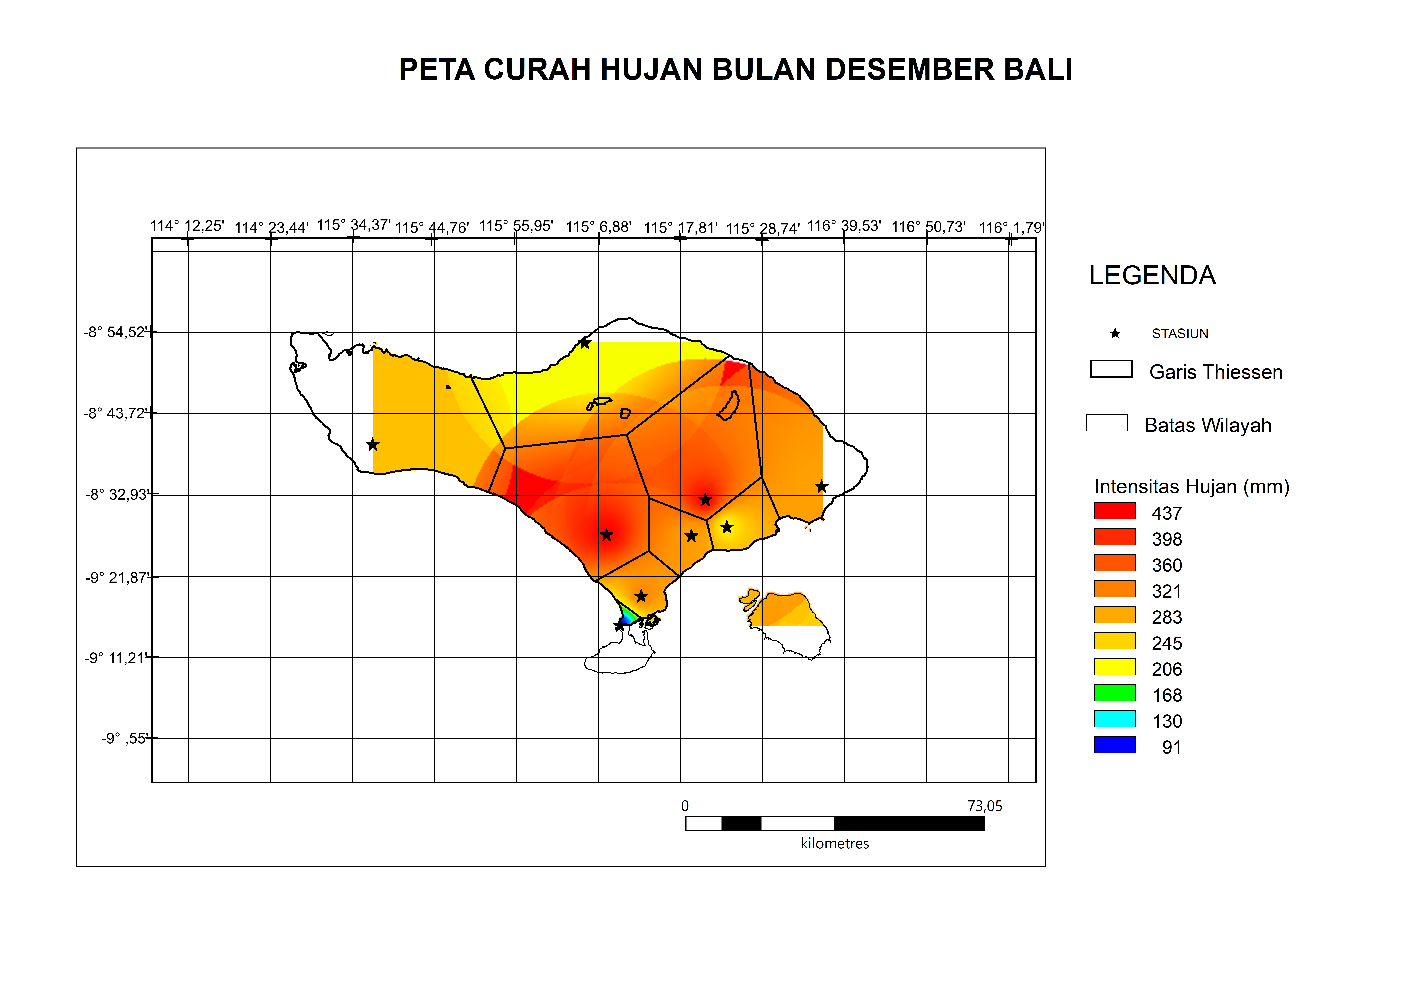 PETA CURAH HUJAN BULAN DESEMBER BALI
114° 12,25' 114° 23,44' 115° 34,37' 115° 44,76' 115° 55,95' 115° 6,88' 115° 17,81' 115° 28,74' 116° 39,53' 116° 50,73' 116° 1,79'
-8° 54,52'
-8° 43,72'
-8° 32,93'
-9° 21,87'
-9° 11,21'
-9° ,55'
0 73,05
kilometres
LEGENDA
STASIUN
Garis Thiessen
Batas Wilayah
Intensitas Hujan (mm)
437
398
360
321
283
245
206
168
130
91